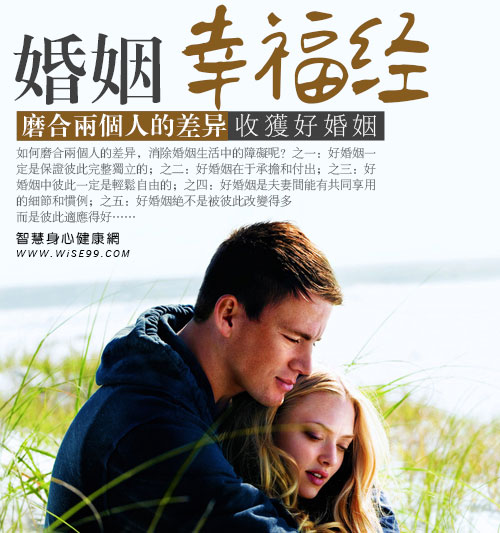 婚姻 幸福经
磨合兩個人的差异 收獲好婚姻
如何磨合兩個人的差异，消除婚姻生活中的障礙呢？之一：好婚姻一
定是保證彼此完整獨立的；之二：好婚姻在于承擔和付出；之三：好
婚姻中彼此一定是輕鬆自由的；之四：好婚姻是夫妻間能有共同享用
的細節和慣例；之五：好婚姻絶不是被彼此改變得多
而是彼此適應得好……
智慧身心健康網
WWW.WiSE99.COM